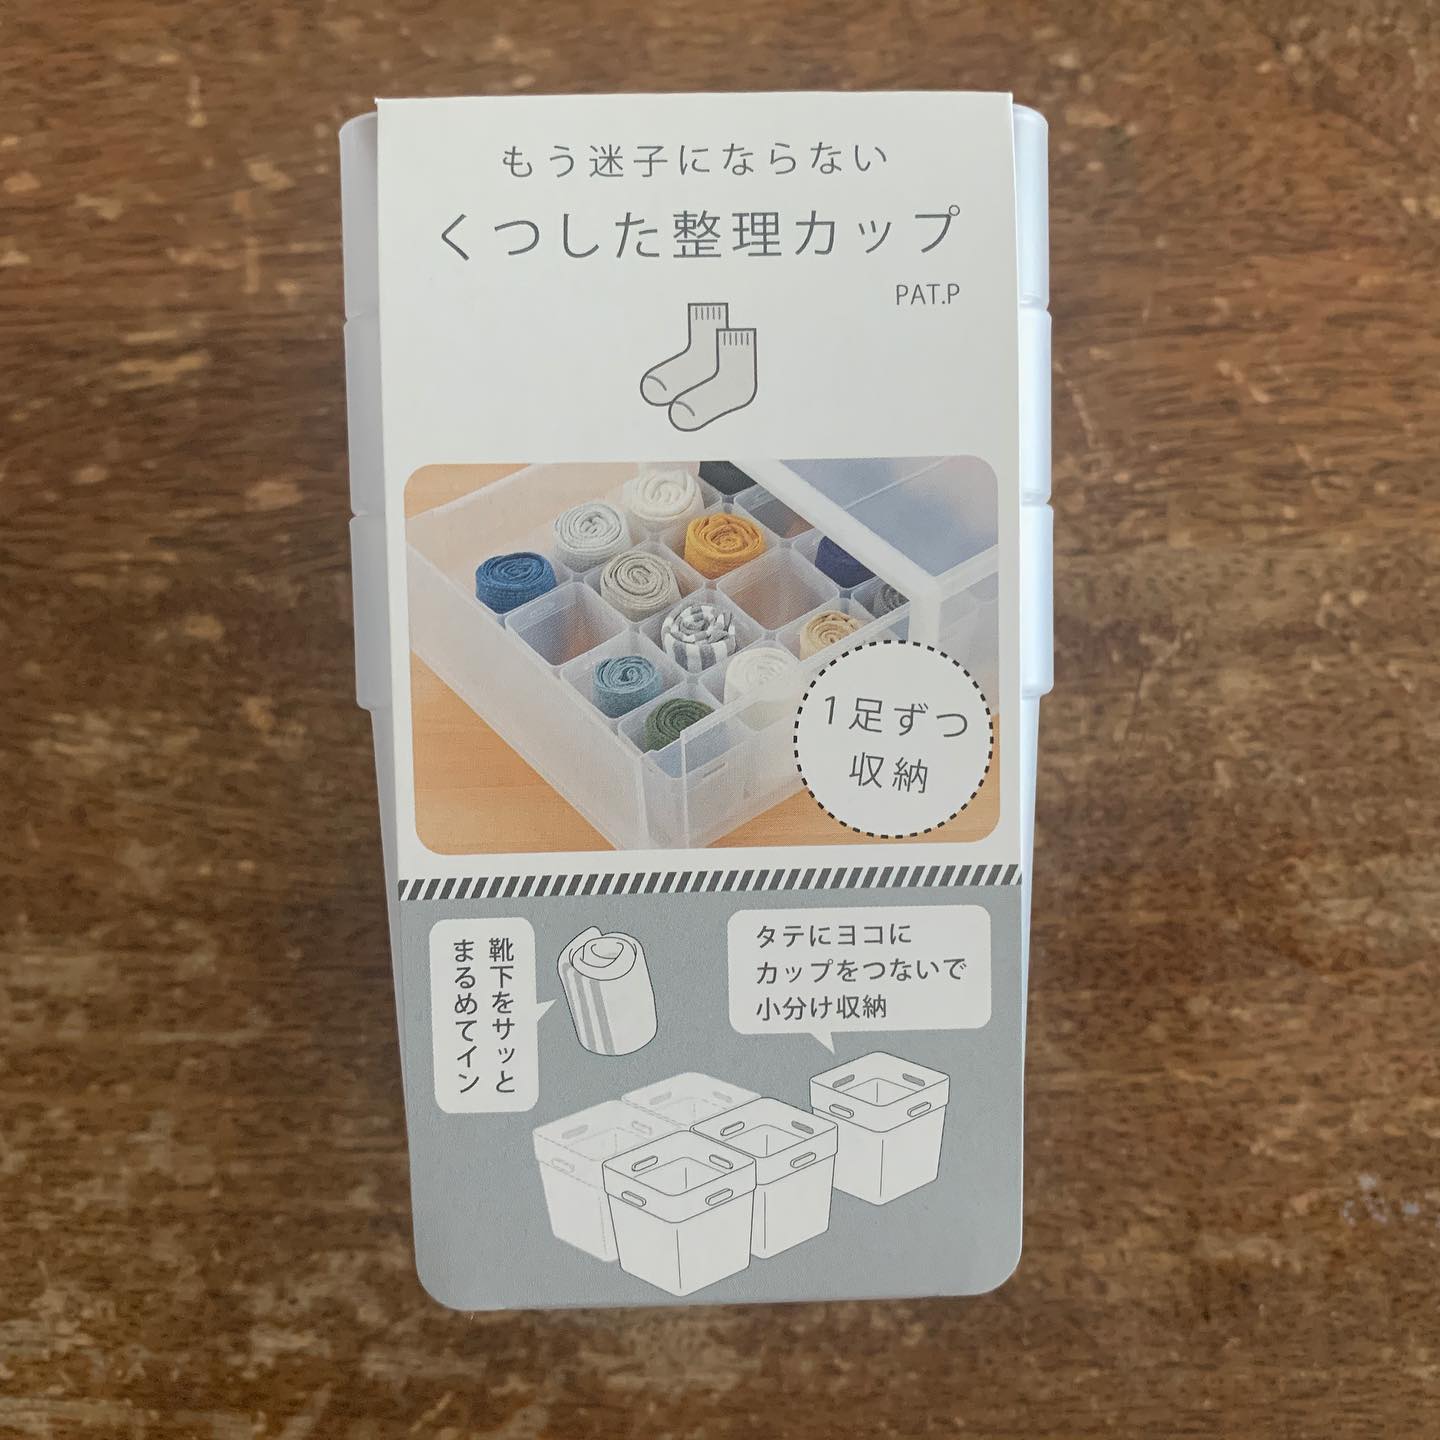 もう迷子にならない
くつした整理カップ
PAT.P
1足ずつ
収納
靴下をサッと
まるめてイン
タテにヨコに
カップをつないで
小分け収納